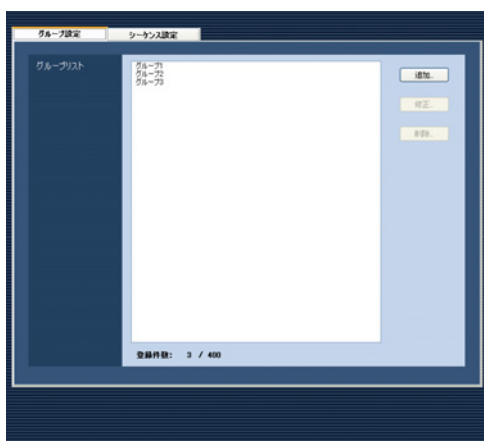 グループ設定 シーケンス設定
グループリスト
グループ1
グループ2
グループ3
追加...
修正...
削除...
登録件数: 3 / 400